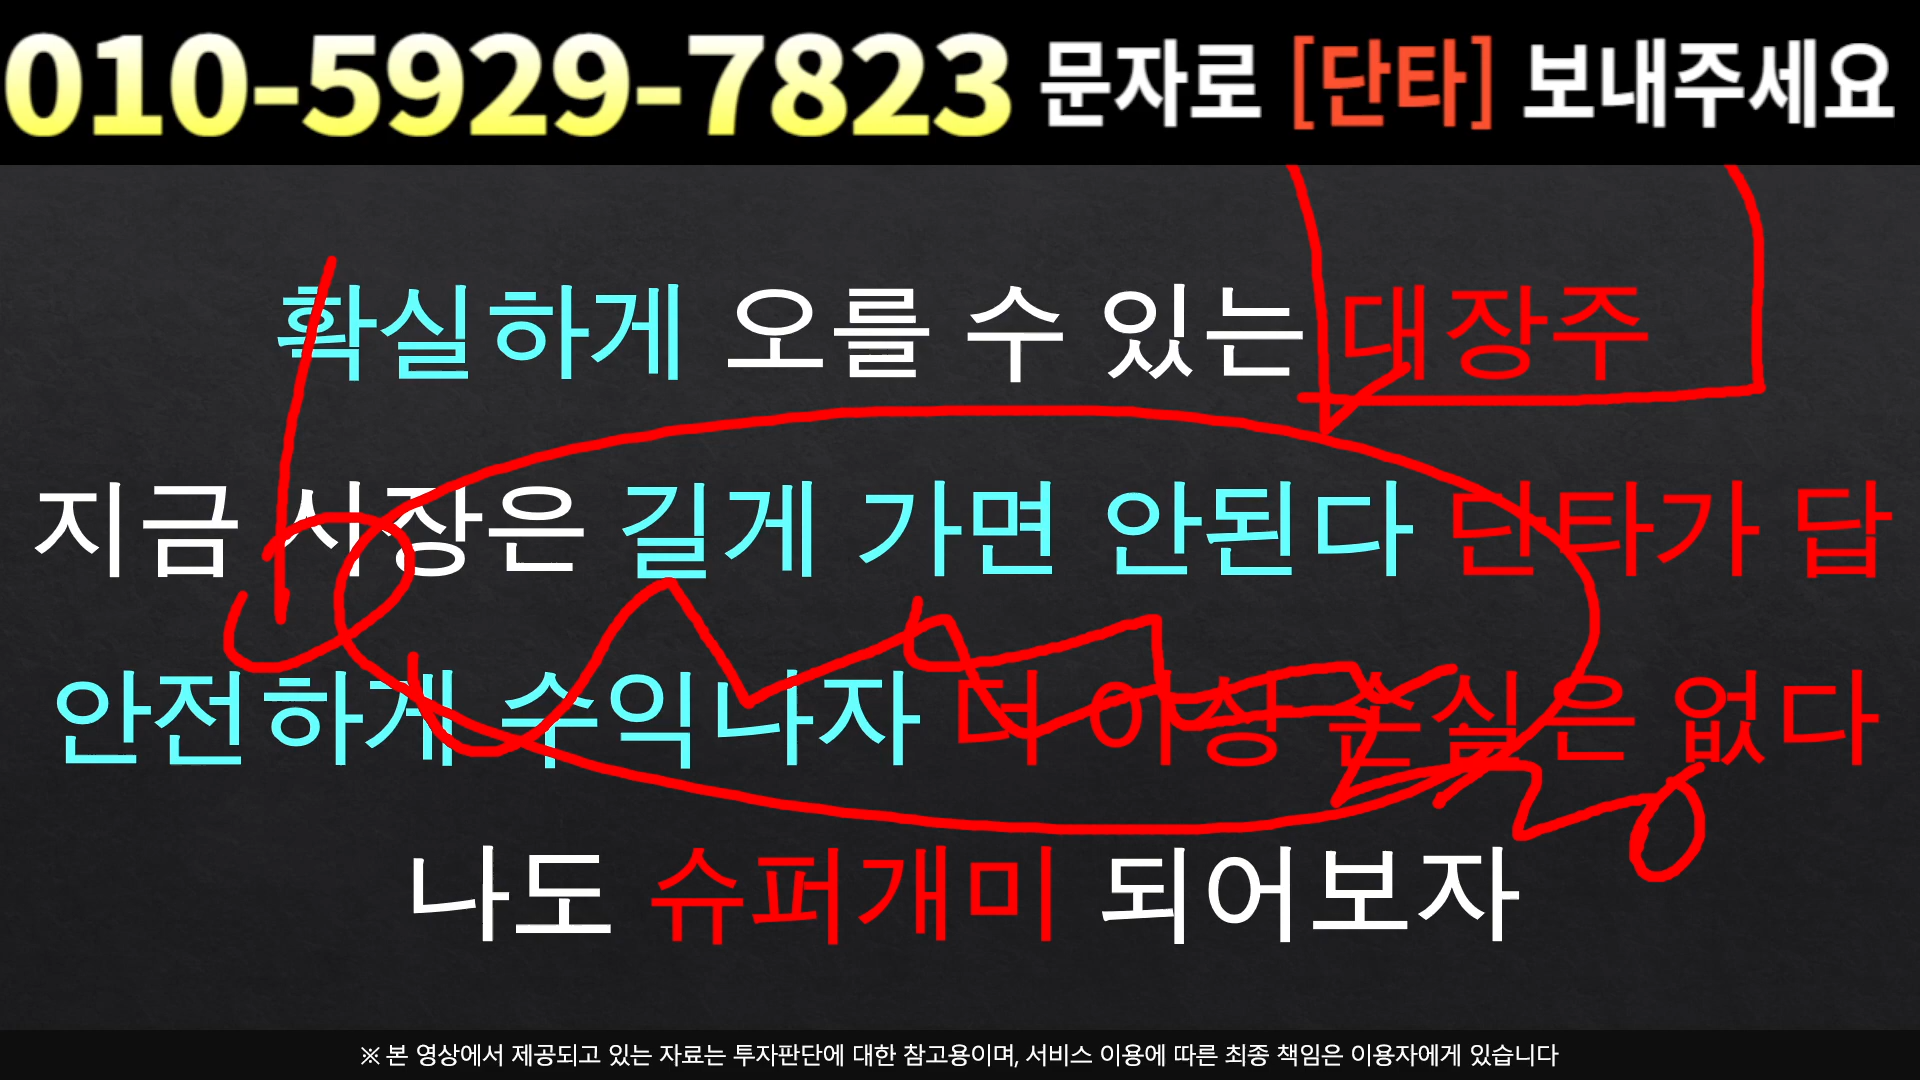 010-5929-7823 문자로 [단타] 보내주세요
확실하게 오를 수 있는 대장주
지금 시장은 길게 가면 안된다 단타가 답
안전하게 수익나자 더 이상 손실은 없다
나도 슈퍼개미 되어보자
※ 본 영상에서 제공되고 있는 자료는 투자판단에 대한 참고용이며, 서비스 이용에 따른 최종 책임은 이용자에게 있습니다